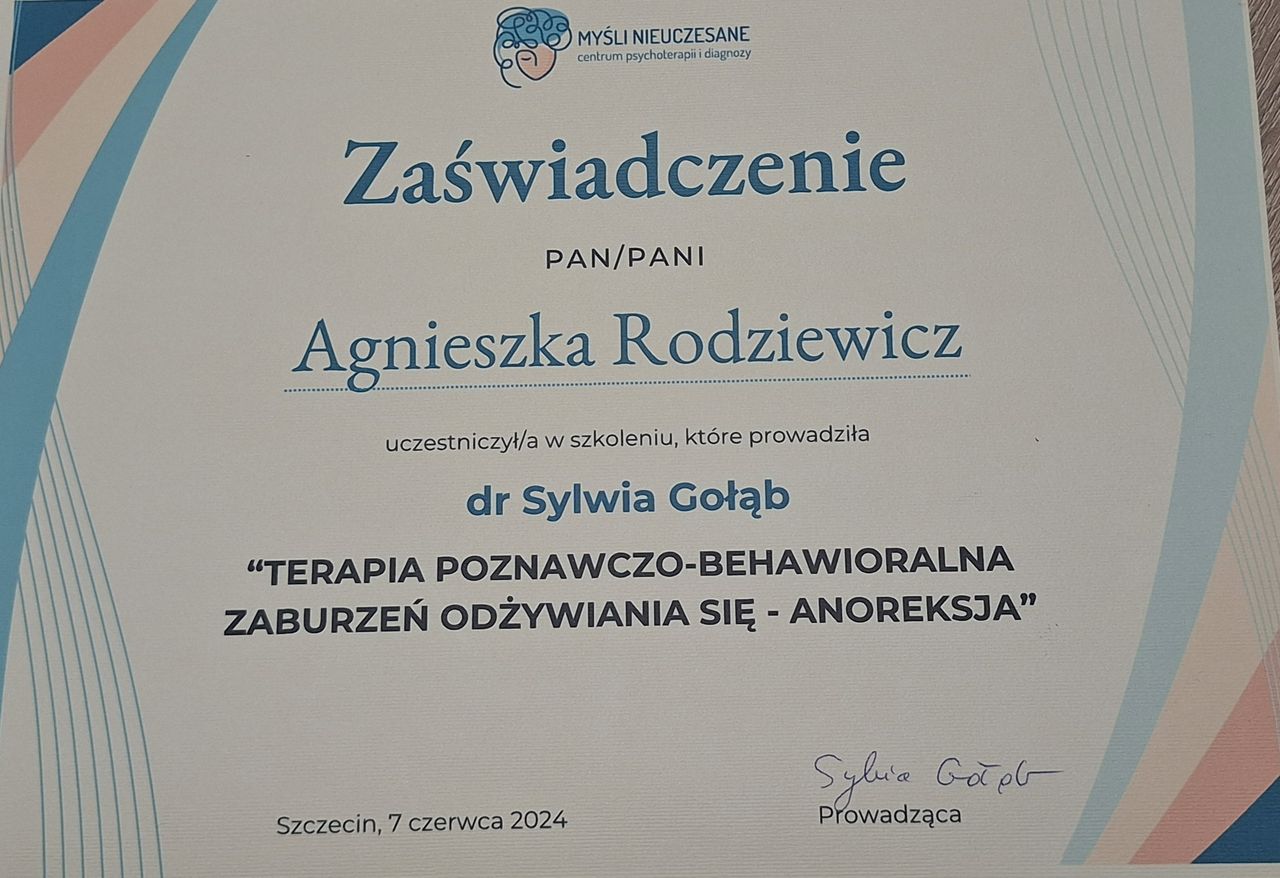 MYŚLI NIEUCZESANE
centrum psychoterapii i diagnozy
Zaświadczenie
PAN/PANI
Agnieszka Rodziewicz
uczestniczył/a w szkoleniu, które prowadziła
dr Sylwia Gołąb
“TERAPIA POZNAWCZO-BEHAWIORALNA
ZABURZEŃ ODŻYWIANIA SIĘ - ANOREKSJA”
Sylwia Gołąb
Szczecin, 7 czerwca 2024
Prowadząca